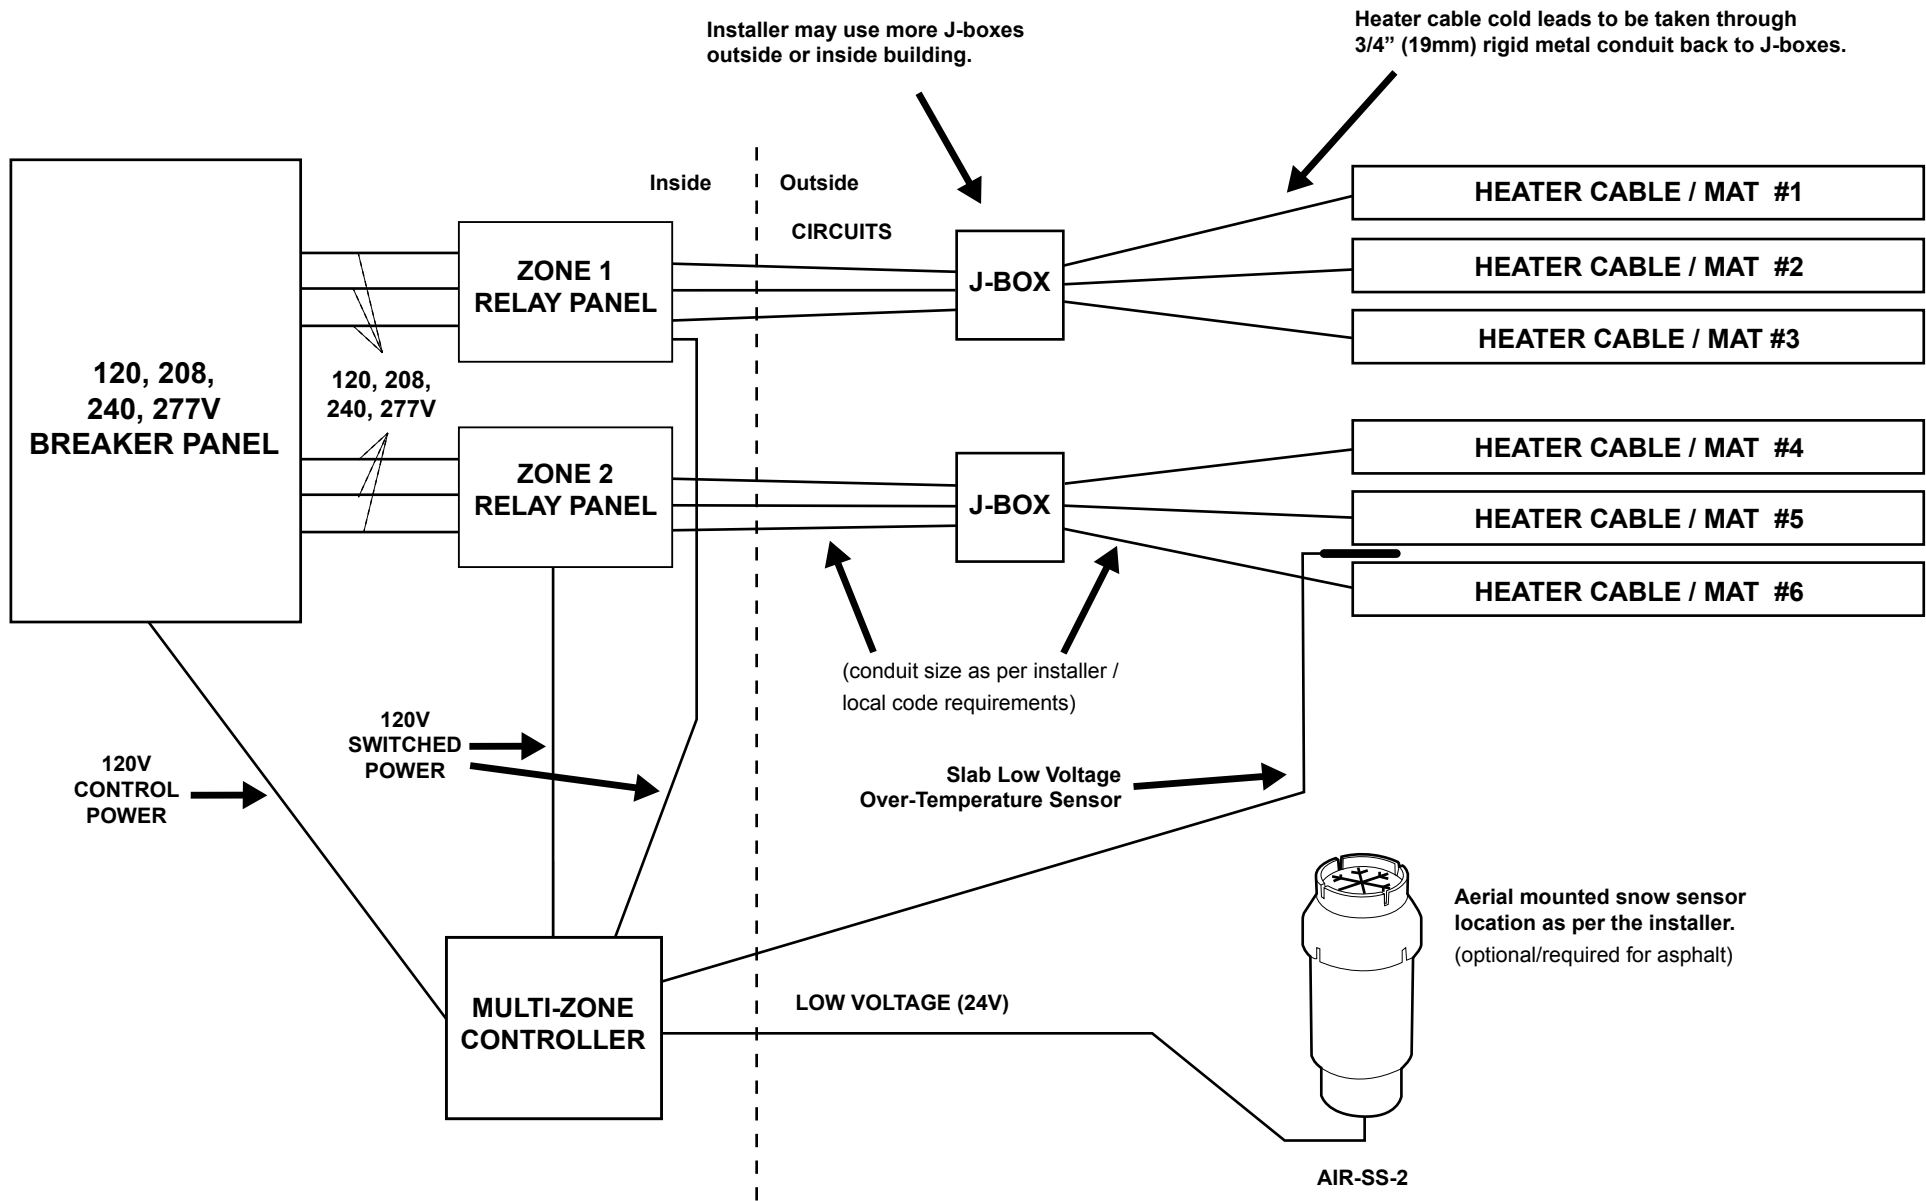 Installer may use more J-boxes
outside or inside building.
Heater cable cold leads to be taken through
3/4” (19mm) rigid metal conduit back to J-boxes.
Inside
Outside
CIRCUITS
120, 208,
240, 277V
BREAKER PANEL
120, 208,
240, 277V
ZONE 1
RELAY PANEL
ZONE 2
RELAY PANEL
J-BOX
J-BOX
HEATER CABLE / MAT #1
HEATER CABLE / MAT #2
HEATER CABLE / MAT #3
HEATER CABLE / MAT #4
HEATER CABLE / MAT #5
HEATER CABLE / MAT #6
(conduit size as per installer /
local code requirements)
120V
SWITCHED
POWER
120V
CONTROL
POWER
Slab Low Voltage
Over-Temperature Sensor
Aerial mounted snow sensor
location as per the installer.
(optional/required for asphalt)
MULTI-ZONE
CONTROLLER
LOW VOLTAGE (24V)
AIR-SS-2